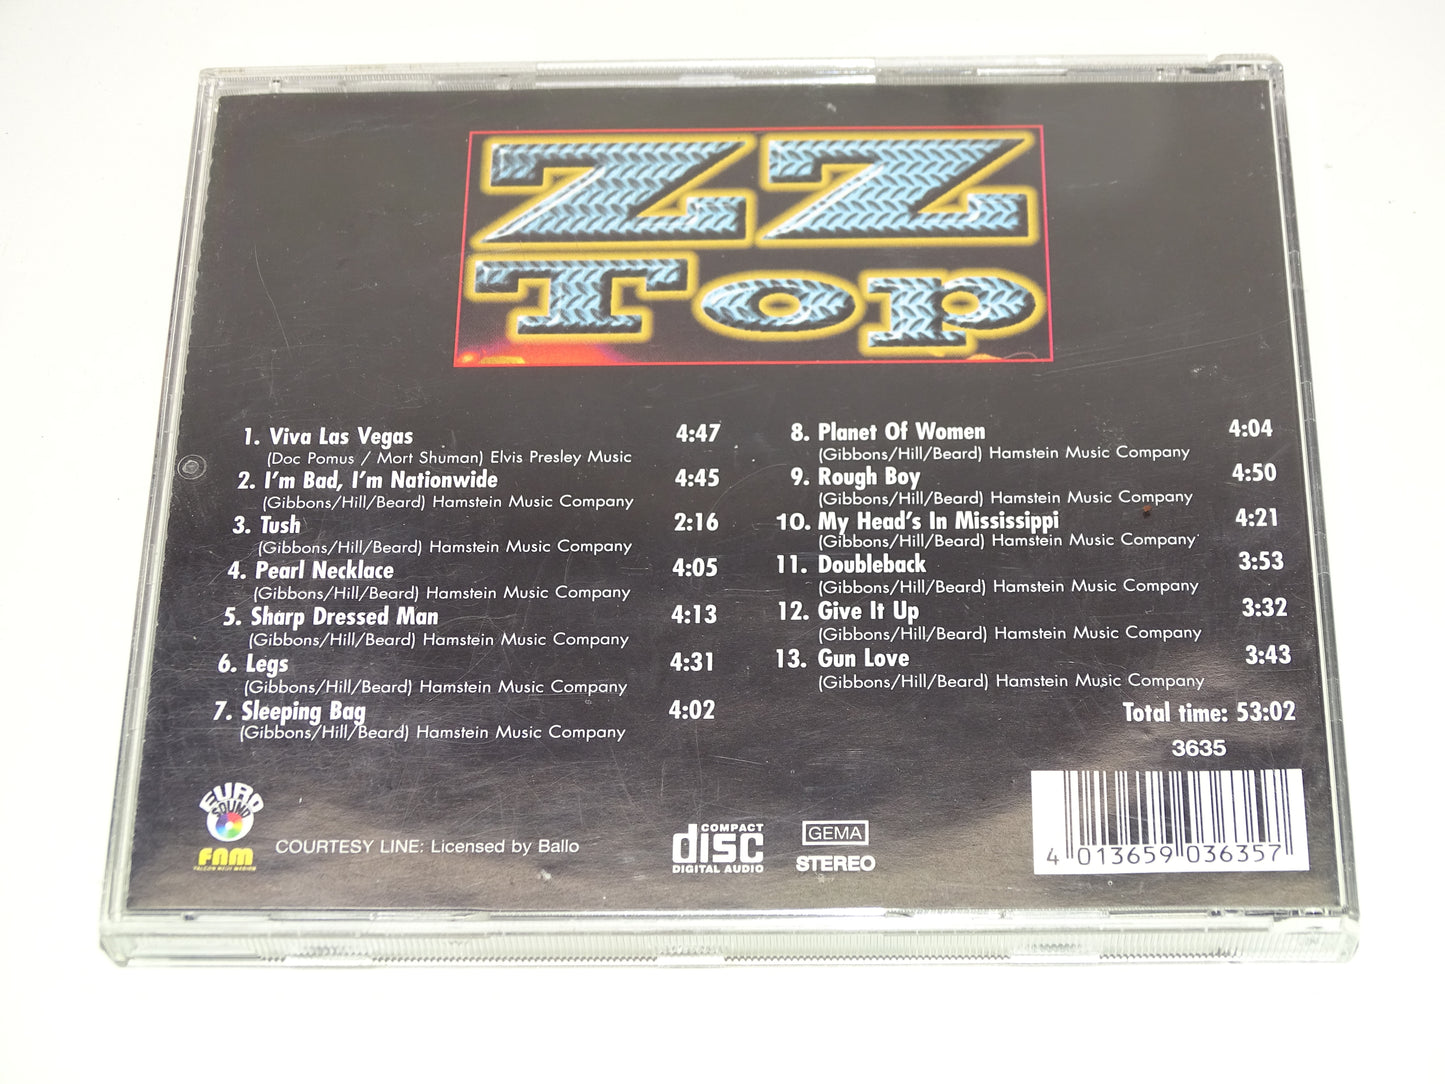 ZZ
Top
1. Viva Las Vegas 4:47
(Doc Pomus / Mort Shuman) Elvis Presley Music
2. I'm Bad, I'm Nationwide 4:45
(Gibbons/Hill/Beard) Hamstein Music Company
3. Tush 2:16
(Gibbons/Hill/Beard) Hamstein Music Company
4. Pearl Necklace 4:05
(Gibbons/Hill/Beard) Hamstein Music Company
5. Sharp Dressed Man 4:13
(Gibbons/Hill/Beard) Hamstein Music Company
6. Legs 4:31
(Gibbons/Hill/Beard) Hamstein Music Company
7. Sleeping Bag 4:02
(Gibbons/Hill/Beard) Hamstein Music Company
8. Planet Of Women 4:04
(Gibbons/Hill/Beard) Hamstein Music Company
9. Rough Boy 4:50
(Gibbons/Hill/Beard) Hamstein Music Company
10. My Head's In Mississippi 4:21
(Gibbons/Hill/Beard) Hamstein Music Company
11. Doubleback 3:53
(Gibbons/Hill/Beard) Hamstein Music Company
12. Give It Up 3:32
(Gibbons/Hill/Beard) Hamstein Music Company
13. Gun Love 3:43
(Gibbons/Hill/Beard) Hamstein Music Company
Total time: 53:02
3635
EURO
SOUND
FNM
FALCON NEUE MEDIEN
COURTESY LINE: Licensed by Ballo
COMPACT
disc
DIGITAL AUDIO
GEMA
STEREO
4 013659 036357